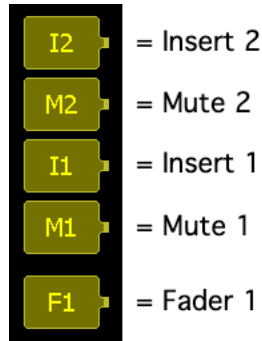 I2 = Insert 2
M2 = Mute 2
I1 = Insert 1
M1 = Mute 1
F1 = Fader 1